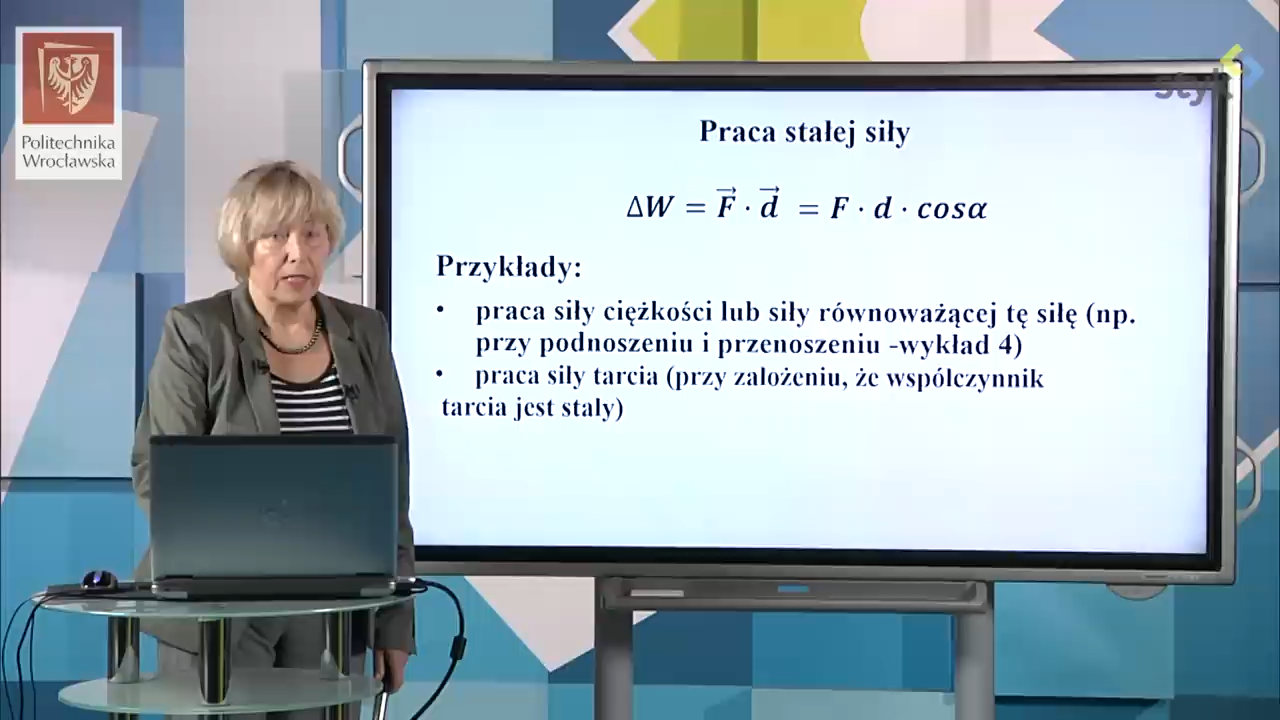 Politechnika
Wrocławska
styk
Praca stałej siły
ΔW = F⃗ · d⃗ = F · d · cosα
Przykłady:
• praca siły ciężkości lub siły równoważącej tę siłę (np.
przy podnoszeniu i przenoszeniu -wykład 4)
• praca siły tarcia (przy założeniu, że współczynnik
tarcia jest stały)